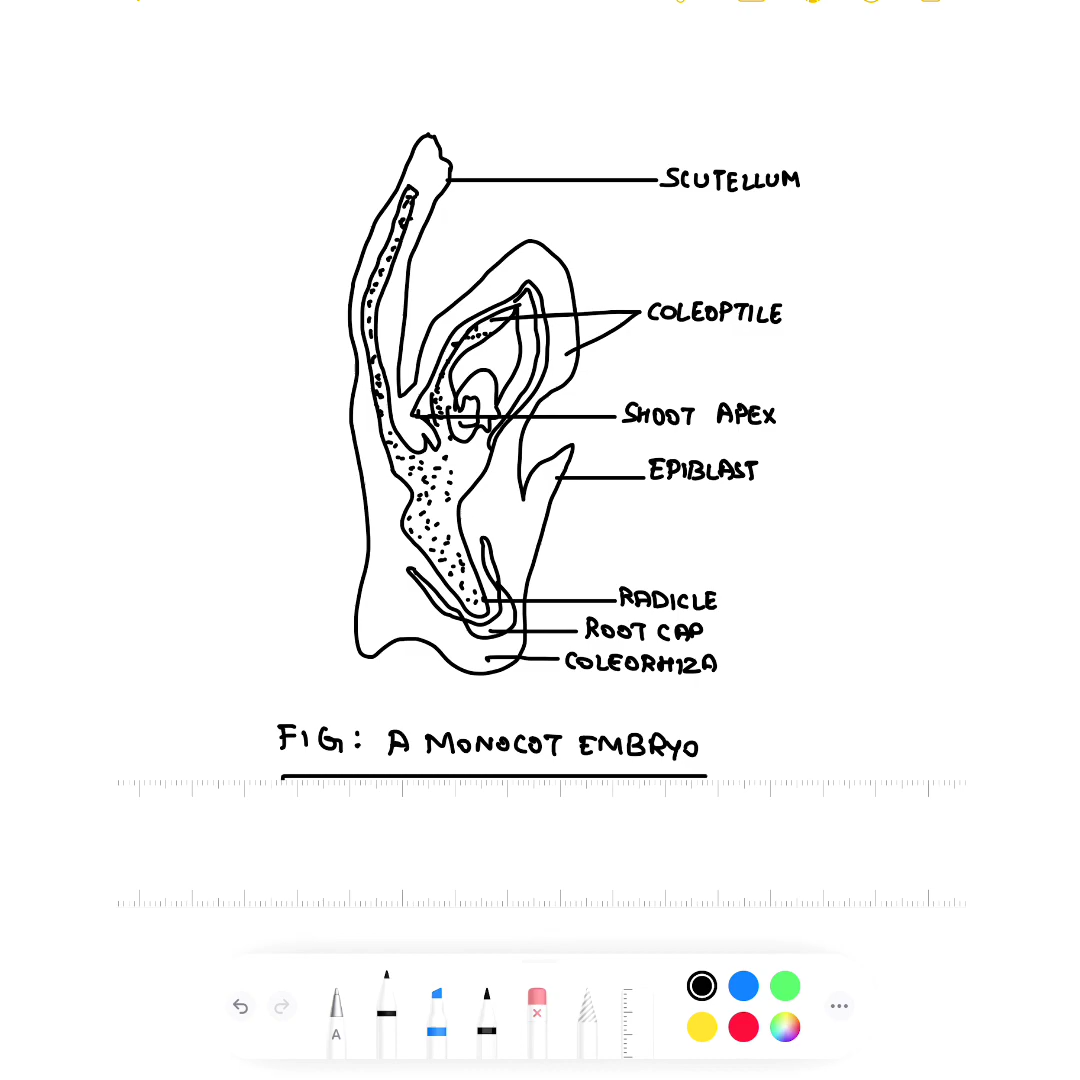 SCUTELLUM
COLEOPTILE
SHOOT APEX
EPIBLAST
RADICLE
ROOT CAP
COLEORHIZA
FIG: A MONOCOT EMBRYO
A